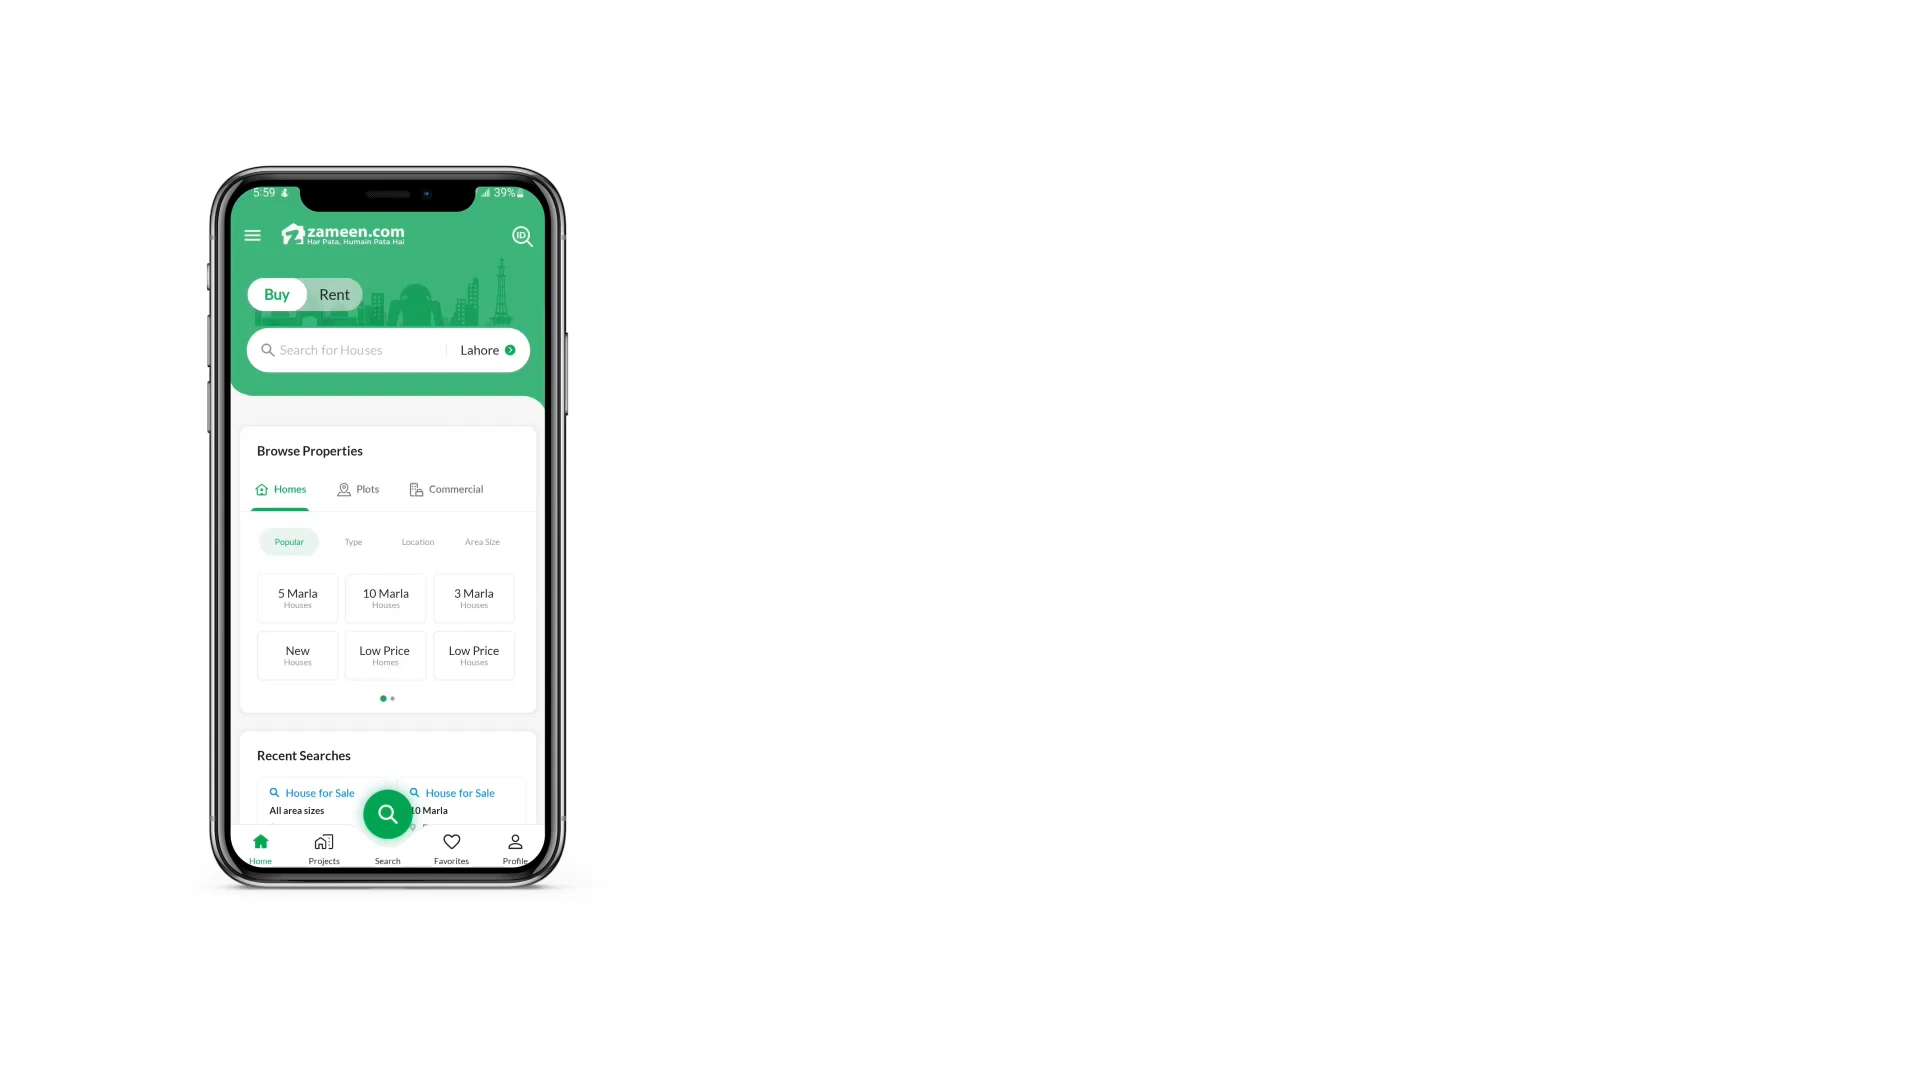 5:59
39%
zameen.com
Har Pata, Humain Pata Hai
ID
Buy
Rent
Search for Houses
Lahore
Browse Properties
Homes
Plots
Commercial
Popular
Type
Location
Area Size
5 Marla
Houses
10 Marla
Houses
3 Marla
Houses
New
Houses
Low Price
Homes
Low Price
Houses
Recent Searches
House for Sale
All area sizes
House for Sale
10 Marla
Home
Projects
Search
Favorites
Profile